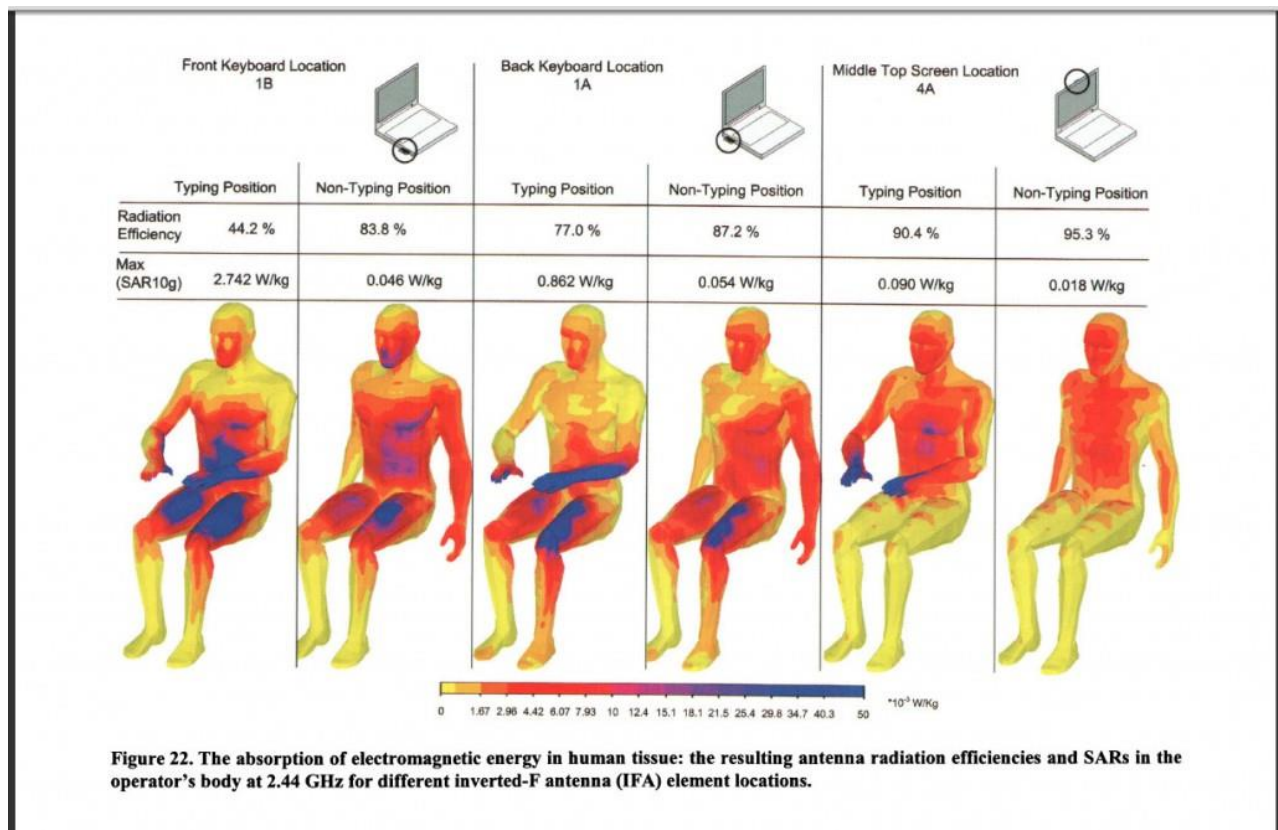 Front Keyboard Location
1B
Back Keyboard Location
1A
Middle Top Screen Location
4A
Typing Position
Non-Typing Position
Typing Position
Non-Typing Position
Typing Position
Non-Typing Position
Radiation
Efficiency
44.2 %
83.8 %
77.0 %
87.2 %
90.4 %
95.3 %
Max
(SAR10g)
2.742 W/kg
0.046 W/kg
0.862 W/kg
0.054 W/kg
0.090 W/kg
0.018 W/kg
0 1.67 2.96 4.42 6.07 7.93 10 12.4 15.1 18.1 21.5 25.4 29.8 34.7 40.3 50
*10⁻³ W/Kg
Figure 22. The absorption of electromagnetic energy in human tissue: the resulting antenna radiation efficiencies and SARs in the
operator's body at 2.44 GHz for different inverted-F antenna (IFA) element locations.